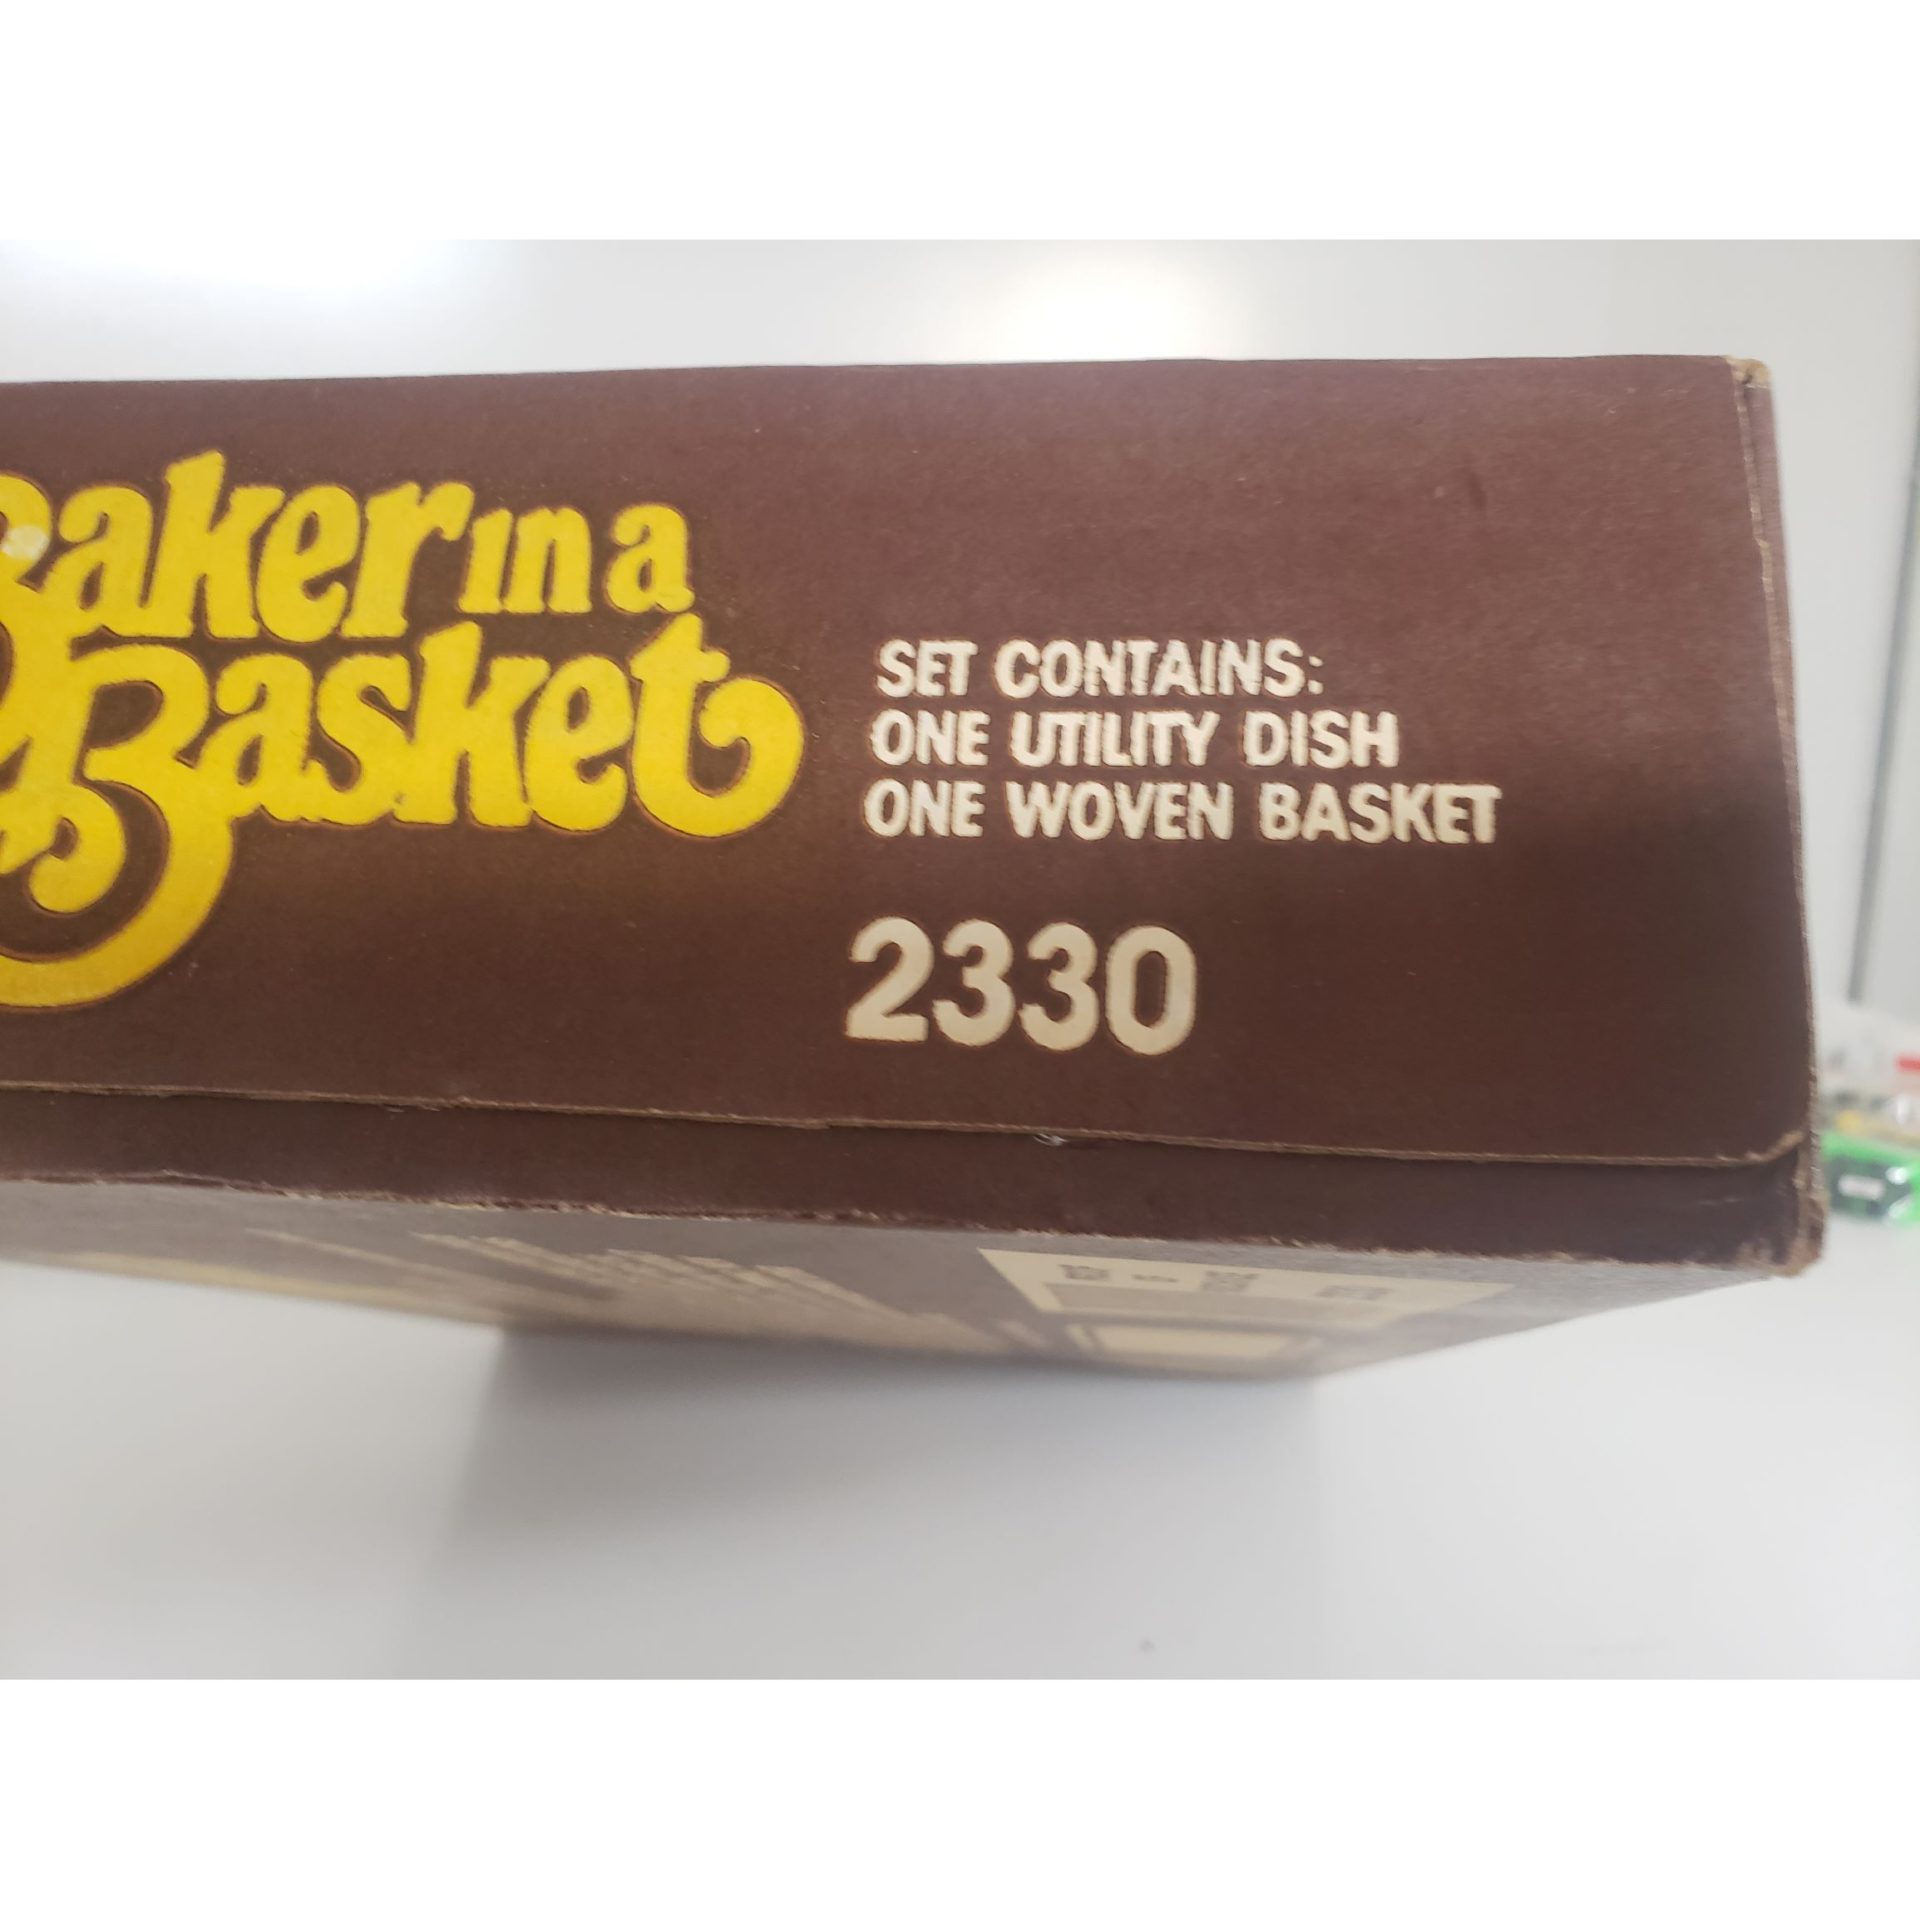 Baker in a
Basket
SET CONTAINS:
ONE UTILITY DISH
ONE WOVEN BASKET
2330